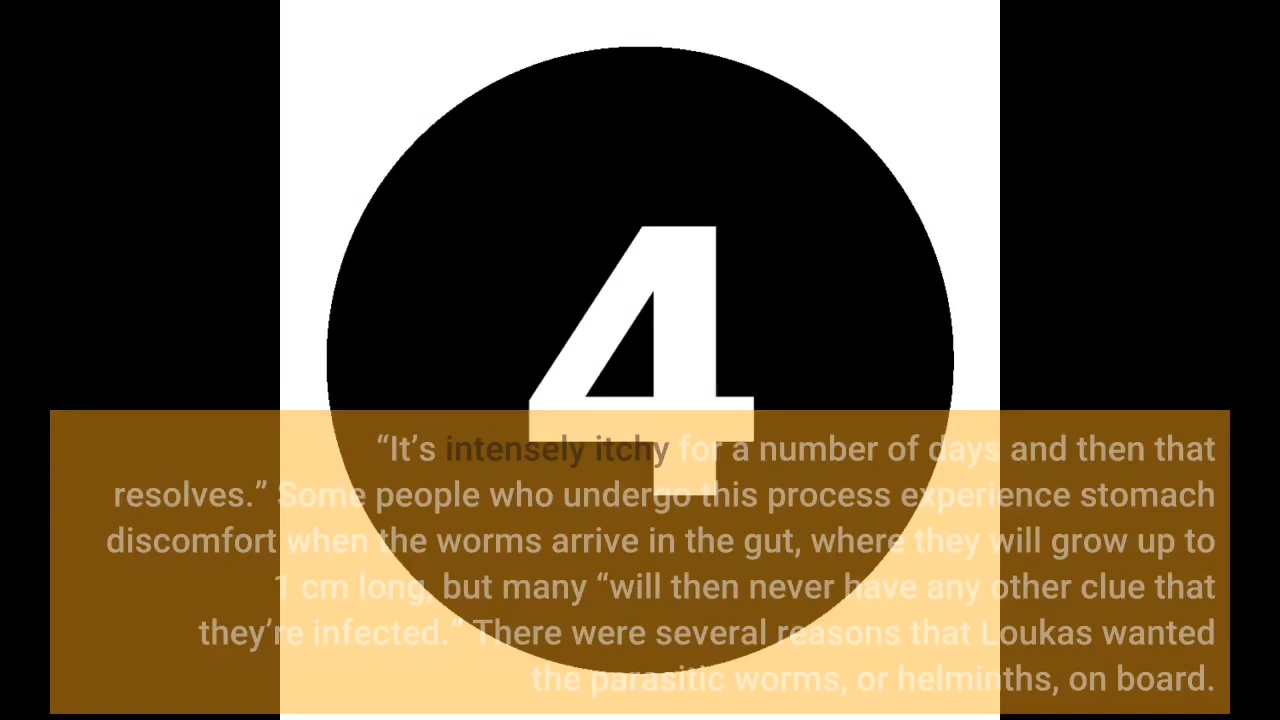 4
“It’s intensely itchy for a number of days and then that
resolves.” Some people who undergo this process experience stomach
discomfort when the worms arrive in the gut, where they will grow up to
1 cm long, but many “will then never have any other clue that
they’re infected.” There were several reasons that Loukas wanted
the parasitic worms, or helminths, on board.